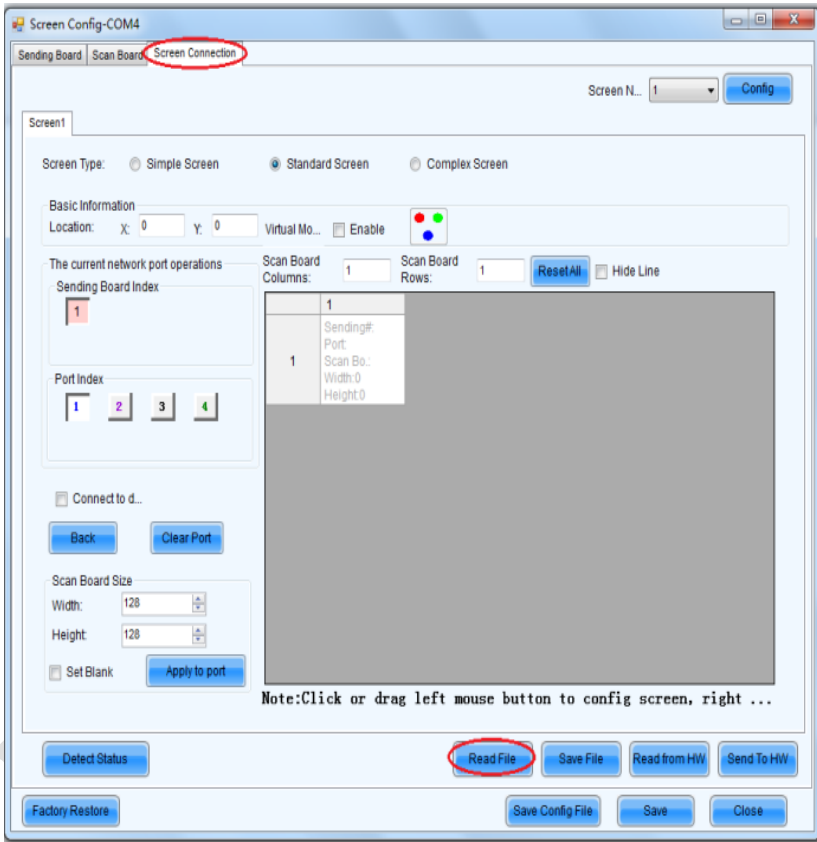 Screen Config-COM4
Sending Board Scan Board Screen Connection
Screen N... 1 Config
Screen1
Screen Type: Simple Screen Standard Screen Complex Screen
Basic Information
Location: X: 0 Y: 0 Virtual Mo... Enable
The current network port operations
Sending Board Index
1
Port Index
1 2 3 4
Connect to d...
Back Clear Port
Scan Board Size
Width: 128
Height: 128
Set Blank Apply to port
Scan Board Columns: 1 Scan Board Rows: 1 Reset All Hide Line
1
1
Sending#:
Port:
Scan Bo.:
Width:0
Height:0
Note:Click or drag left mouse button to config screen, right ...
Detect Status Read File Save File Read from HW Send To HW
Factory Restore Save Config File Save Close